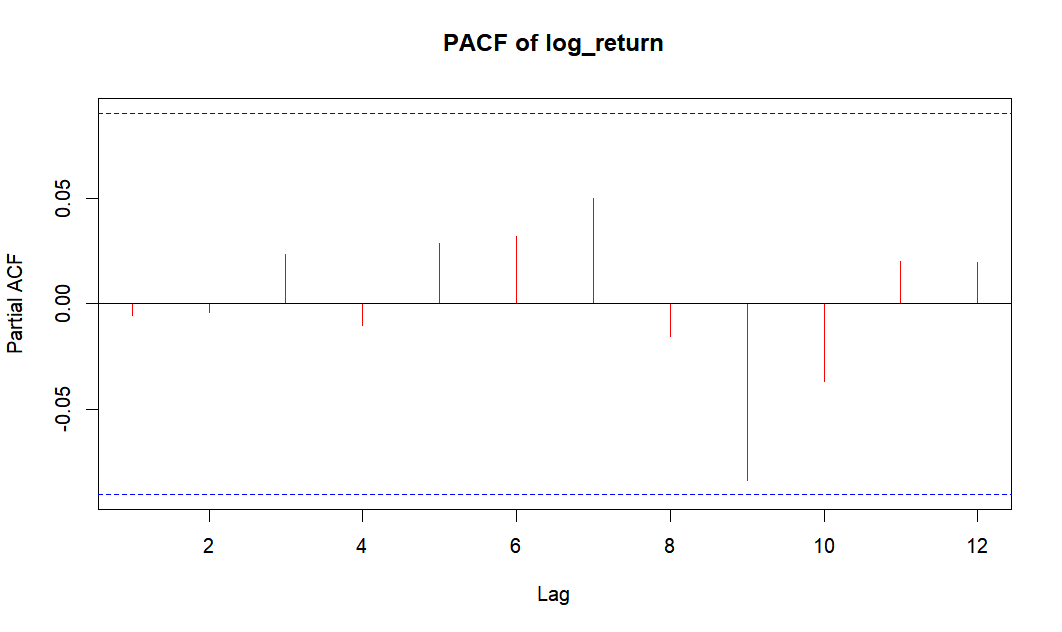 PACF of log_return
Partial ACF
0.05
0.00
-0.05
2 4 6 8 10 12
Lag